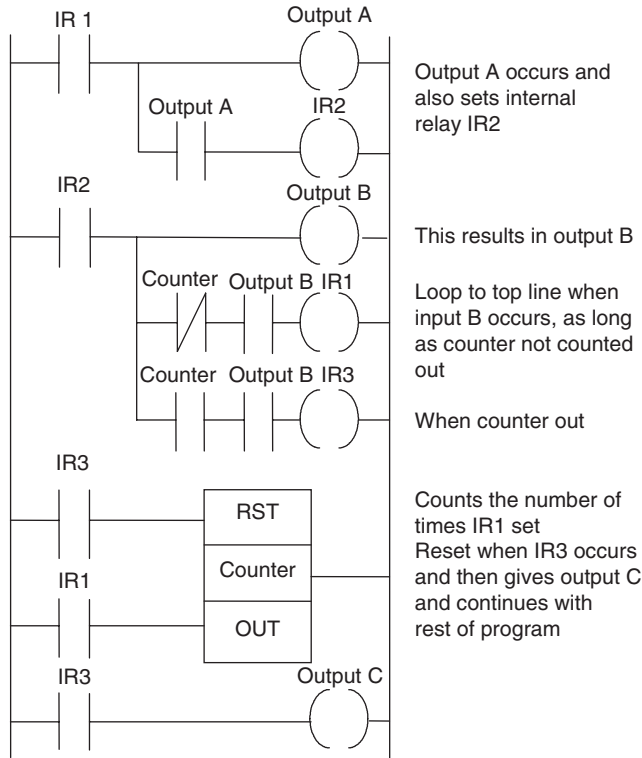 IR 1
Output A
Output A
IR2
Output A occurs and
also sets internal
relay IR2
IR2
Output B
This results in output B
Counter
Output B
IR1
Loop to top line when
input B occurs, as long
as counter not counted
out
Counter
Output B
IR3
When counter out
IR3
RST
Counter
IR1
OUT
Counts the number of
times IR1 set
Reset when IR3 occurs
and then gives output C
and continues with
rest of program
IR3
Output C